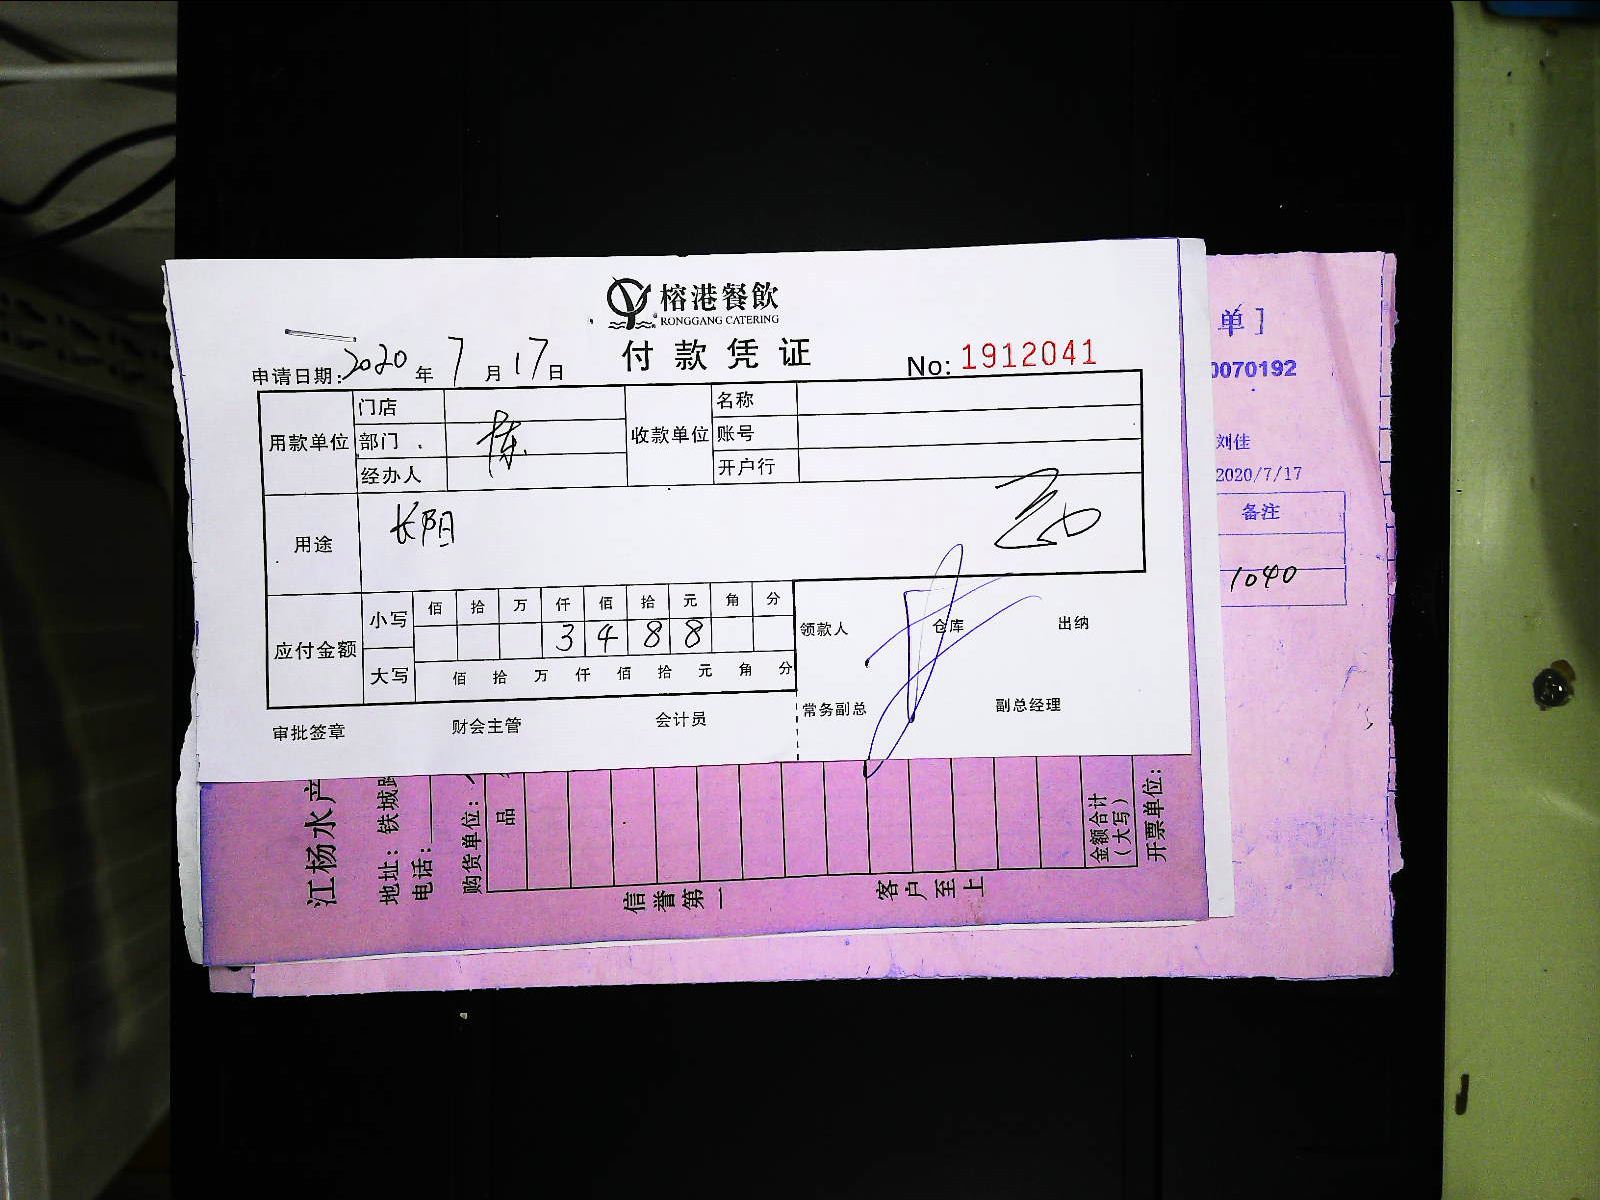 榕港餐飲
RONGGANG CATERING
付款凭证
No: 1912041
申请日期: 2020 年 7 月 17 日
用款单位 门店 收款单位 名称
部门 陈 账号
经办人 开户行
用途 长阳
应付金额 小写 佰 拾 万 仟 佰 拾 元 角 分
3 4 8 8
大写 佰 拾 万 仟 佰 拾 元 角 分
领款人 仓库 出纳
常务副总 副总经理
审批签章 财会主管 会计员
单]
0070192
刘佳
2020/7/17
备注
1040
江杨水产
地址: 铁城路
电话:
购货单位:
品
金额合计
(大写)
开票单位:
信誉第一 客户至上